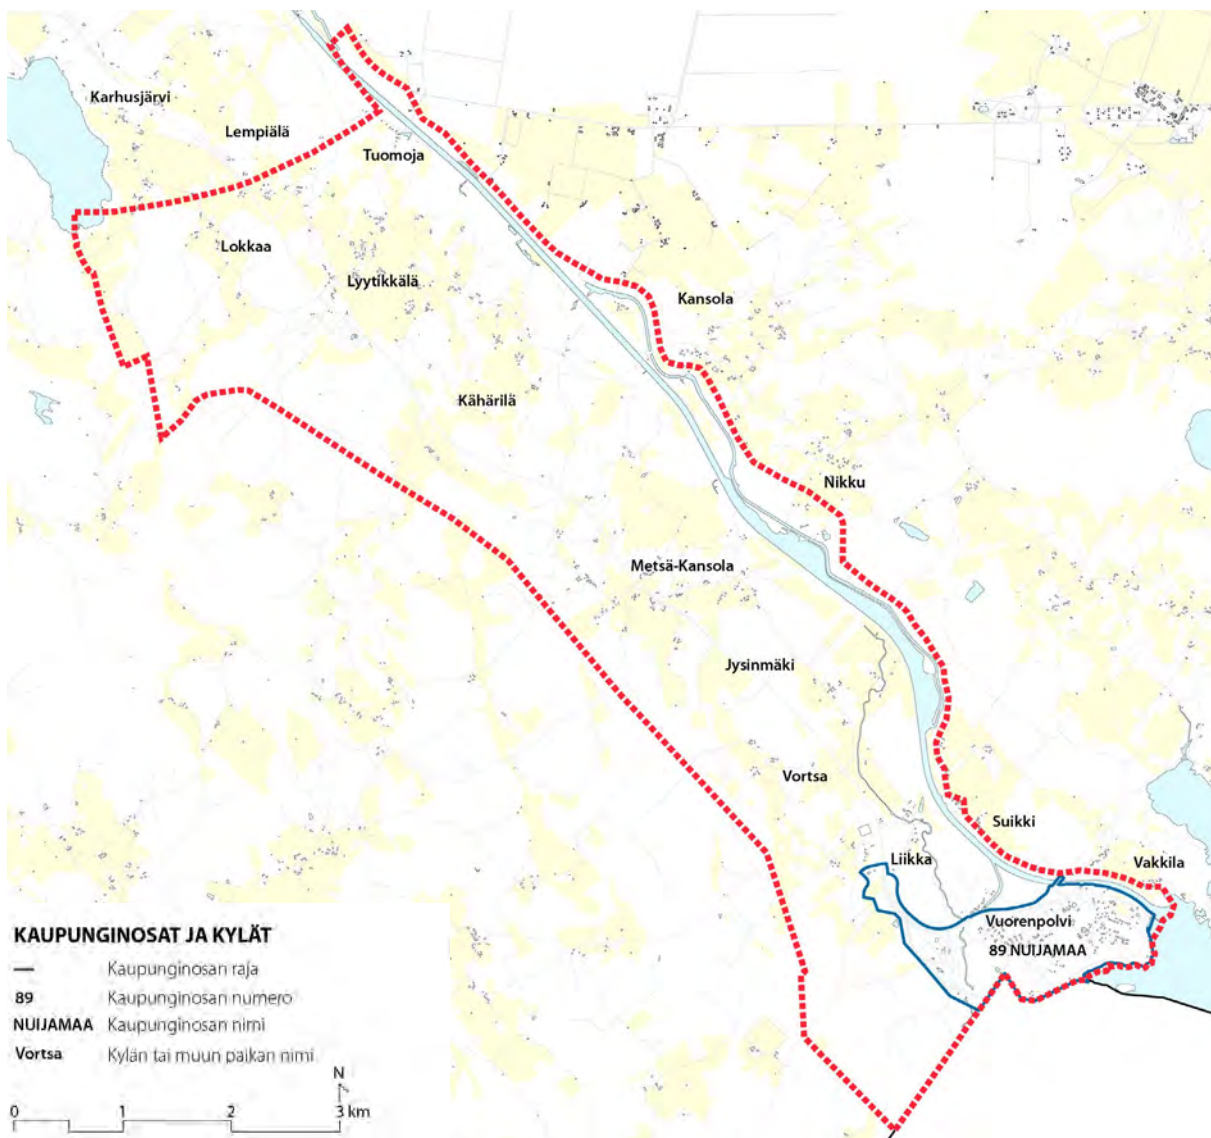 Karhusjärvi
Lempiälä
Tuomoja
Lokkaa
Lyytikkälä
Kansola
Kähärilä
Nikku
Metsä-Kansola
Jysinmäki
Vortsa
Suikki
Liikka
Vakkila
Vuorenpolvi
89 NUIJAMAA
KAUPUNGINOSAT JA KYLÄT
Kaupunginosan raja
89 Kaupunginosan numero
NUIJAMAA Kaupunginosan nimi
Vortsa Kylän tai muun paikan nimi
N
0 1 2 3 km